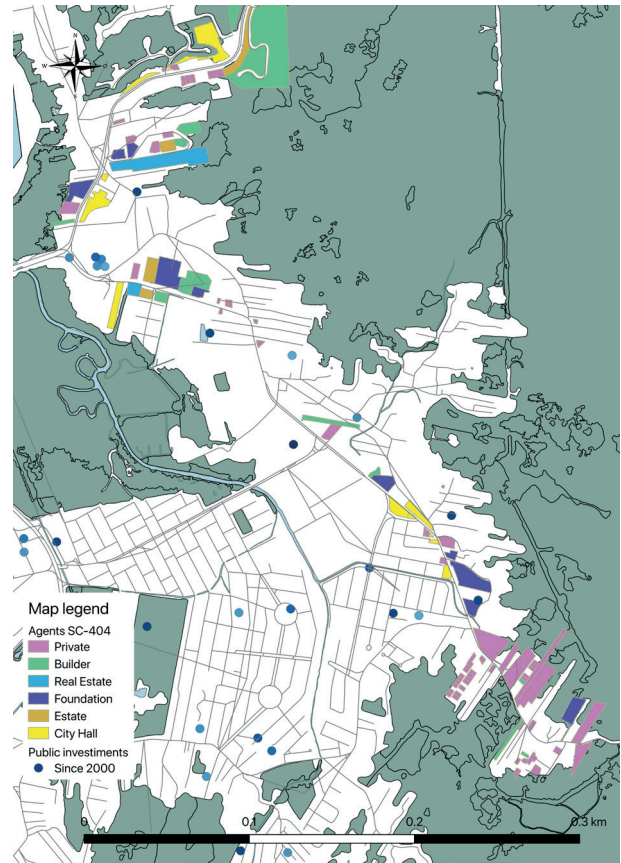 N
W
O
S
Map legend
Agents SC-404
Private
Builder
Real Estate
Foundation
Estate
City Hall
Public investiments
Since 2000
0 0.1 0.2 0.3 km